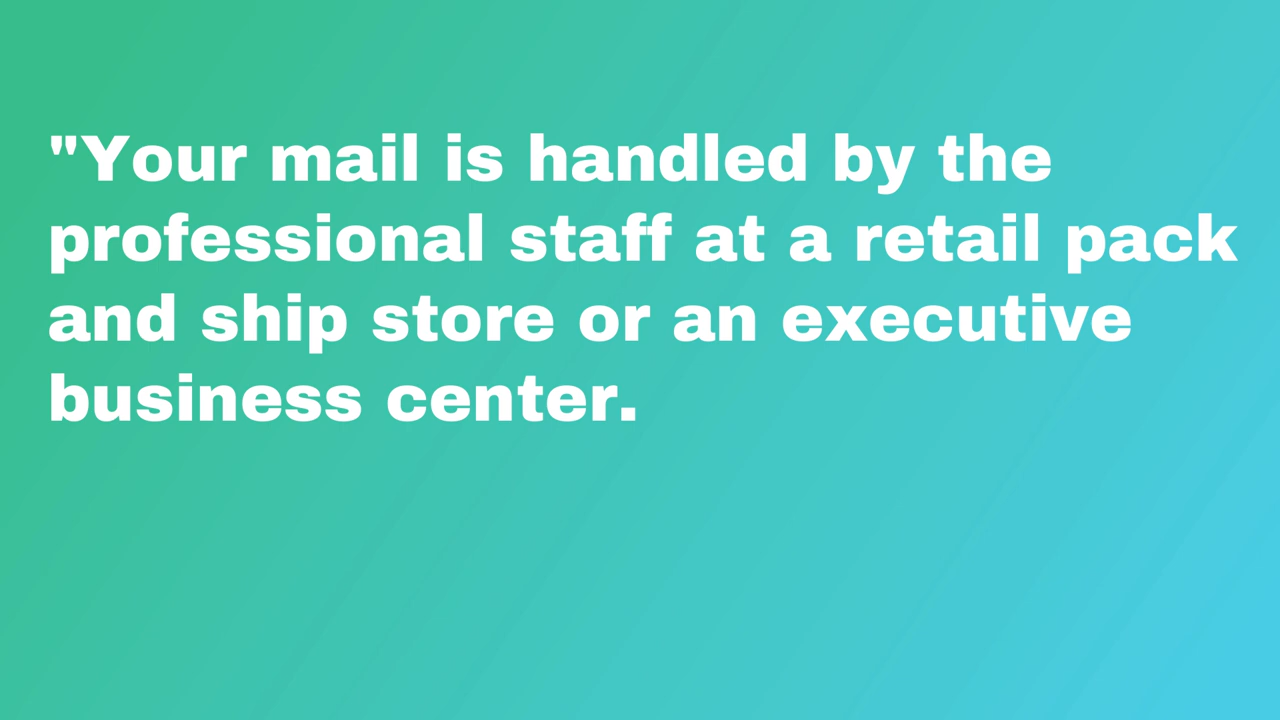 "Your mail is handled by the
professional staff at a retail pack
and ship store or an executive
business center.